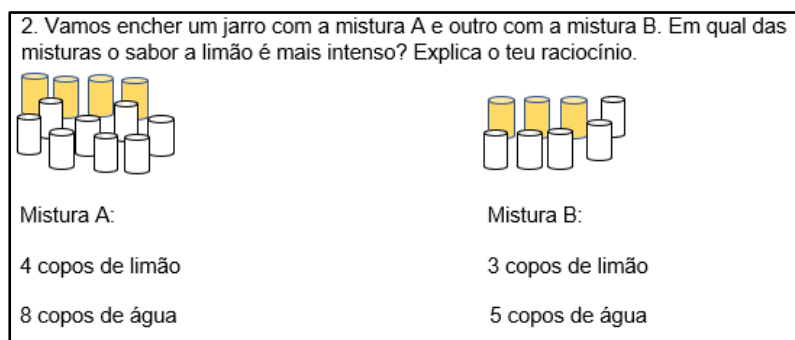 2. Vamos encher um jarro com a mistura A e outro com a mistura B. Em qual das
misturas o sabor a limão é mais intenso? Explica o teu raciocínio.
Mistura A:
4 copos de limão
8 copos de água
Mistura B:
3 copos de limão
5 copos de água